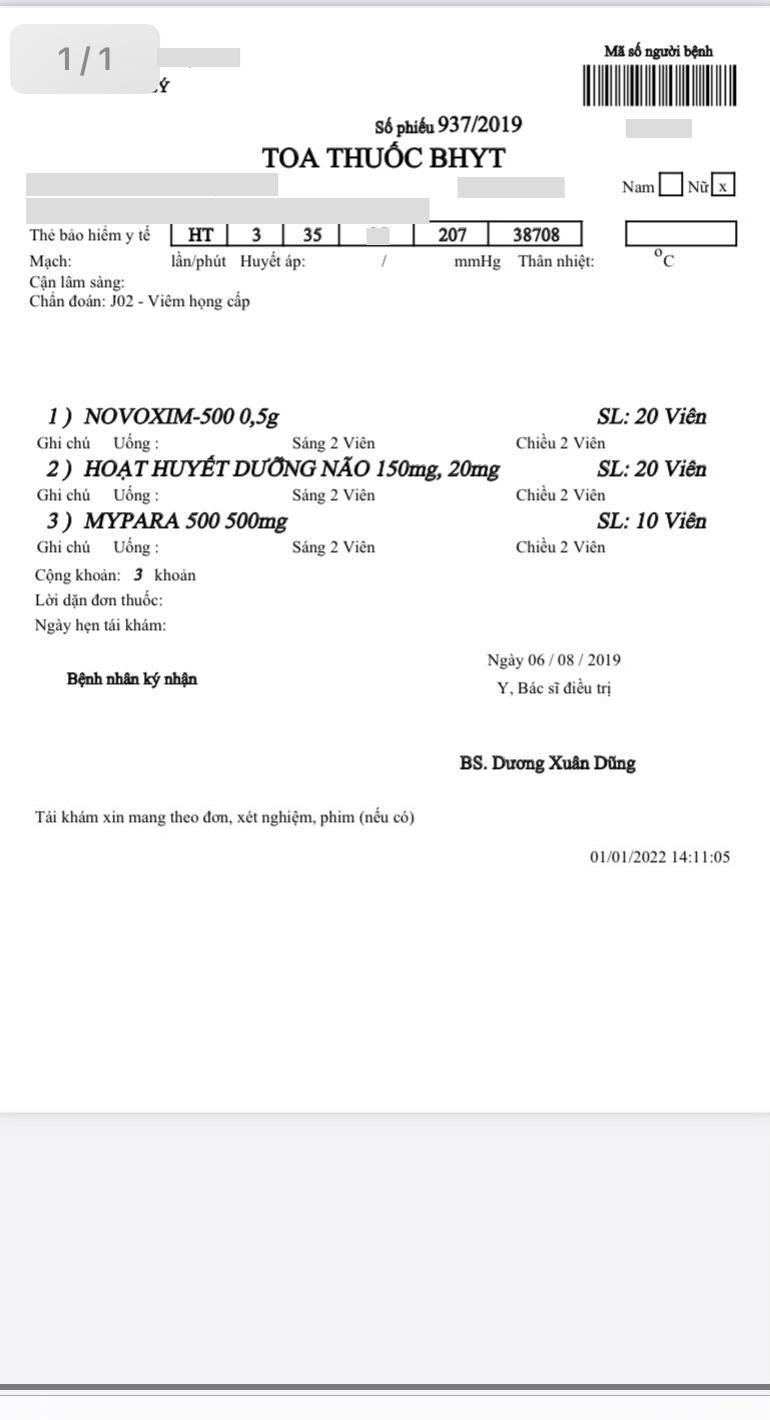 1/1
Mã số người bệnh
Ý
Số phiếu 937/2019
TOA THUỐC BHYT
Nam Nữ x
Thẻ bảo hiểm y tế HT 3 35 207 38708
Mạch: lần/phút Huyết áp: / mmHg Thân nhiệt: ºC
Cận lâm sàng:
Chẩn đoán: J02 - Viêm họng cấp
1 ) NOVOXIM-500 0,5g SL: 20 Viên
Ghi chú Uống : Sáng 2 Viên Chiều 2 Viên
2 ) HOẠT HUYẾT DƯỠNG NÃO 150mg, 20mg SL: 20 Viên
Ghi chú Uống : Sáng 2 Viên Chiều 2 Viên
3 ) MYPARA 500 500mg SL: 10 Viên
Ghi chú Uống : Sáng 2 Viên Chiều 2 Viên
Cộng khoản: 3 khoản
Lời dặn đơn thuốc:
Ngày hẹn tái khám:
Ngày 06 / 08 / 2019
Bệnh nhân ký nhận
Y, Bác sĩ điều trị
BS. Dương Xuân Dũng
Tái khám xin mang theo đơn, xét nghiệm, phim (nếu có)
01/01/2022 14:11:05